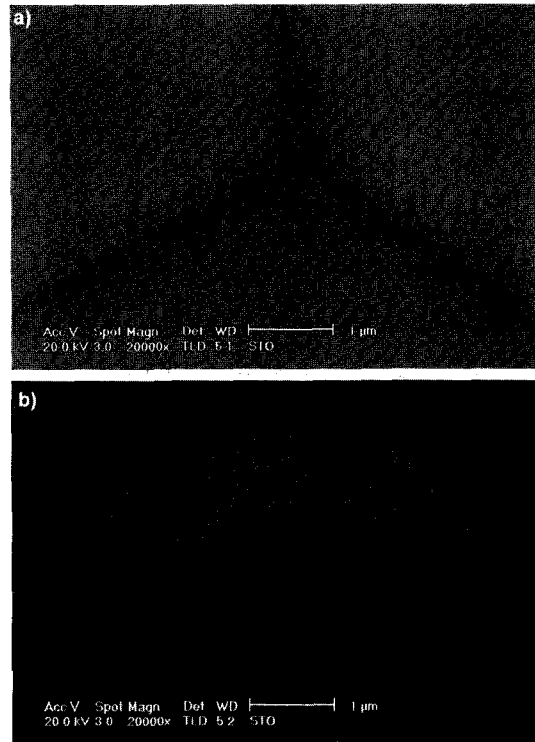 a)
Acc.V Spot Magn Det WD 1 µm
20.0 kV 3.0 20000x TLD 5.1 STO
b)
Acc.V Spot Magn Det WD 1 µm
20.0 kV 3.0 20000x TLD 5.2 STO